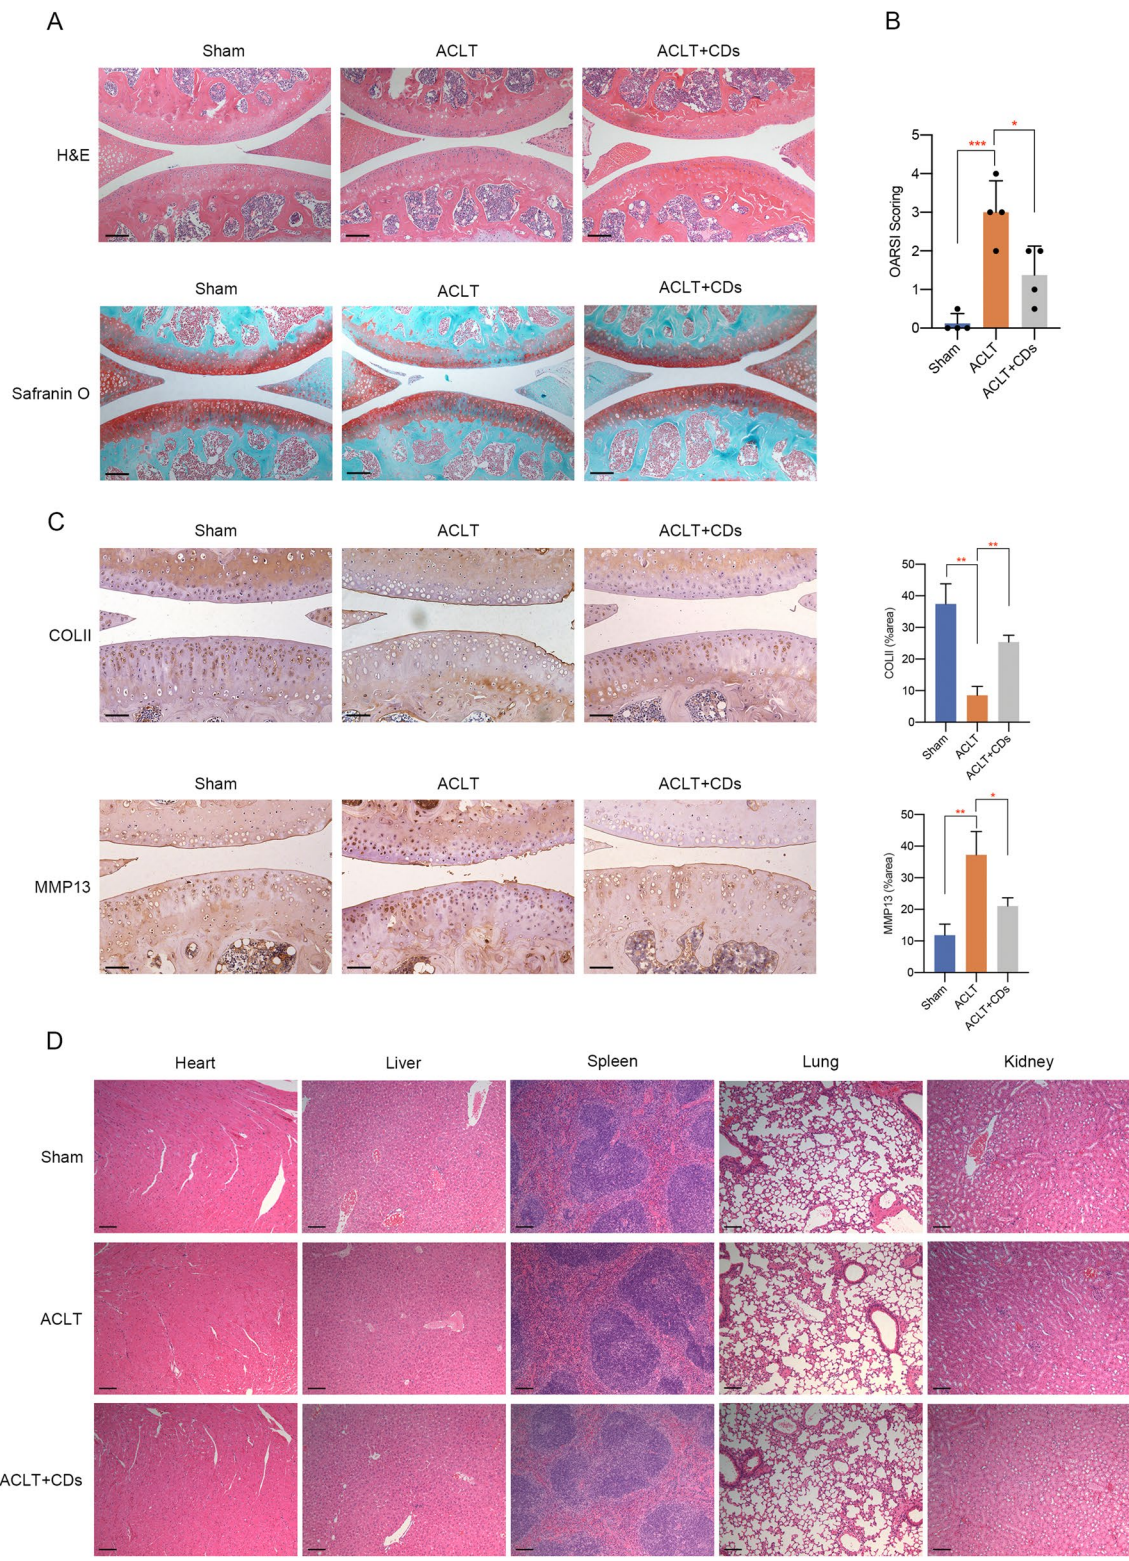 A
B
Sham ACLT ACLT+CDs
H&E
Sham ACLT ACLT+CDs
Safranin O
OARSI Scoring
5
4
3
2
1
0
***
*
Sham ACLT ACLT+CDs
C
Sham ACLT ACLT+CDs
COLII
COLII (%area)
50
40
30
20
10
0
**
**
Sham ACLT ACLT+CDs
Sham ACLT ACLT+CDs
MMP13
MMP13 (%area)
50
40
30
20
10
0
**
*
Sham ACLT ACLT+CDs
D
Heart Liver Spleen Lung Kidney
Sham
ACLT
ACLT+CDs